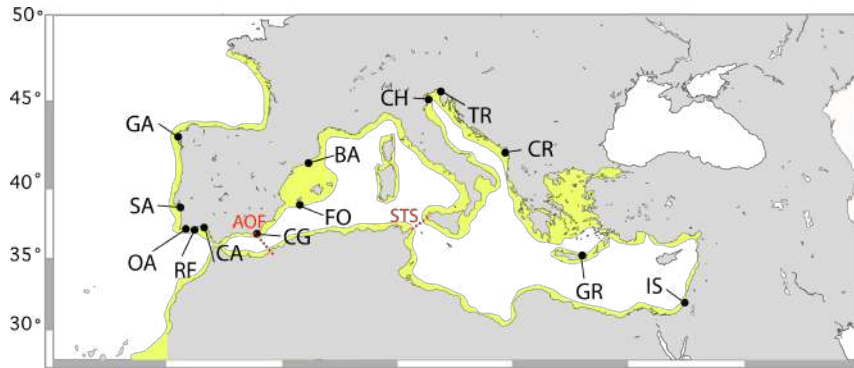 50°
45°
40°
35°
30°
GA
SA
OA
RF
CA
AOF
CG
FO
BA
STS
CH
TR
CR
GR
IS